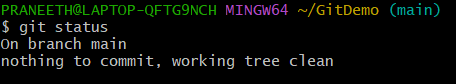 PRANEETH@LAPTOP-QFTG9NCH MINGW64 ~/GitDemo (main)
$ git status
On branch main
nothing to commit, working tree clean